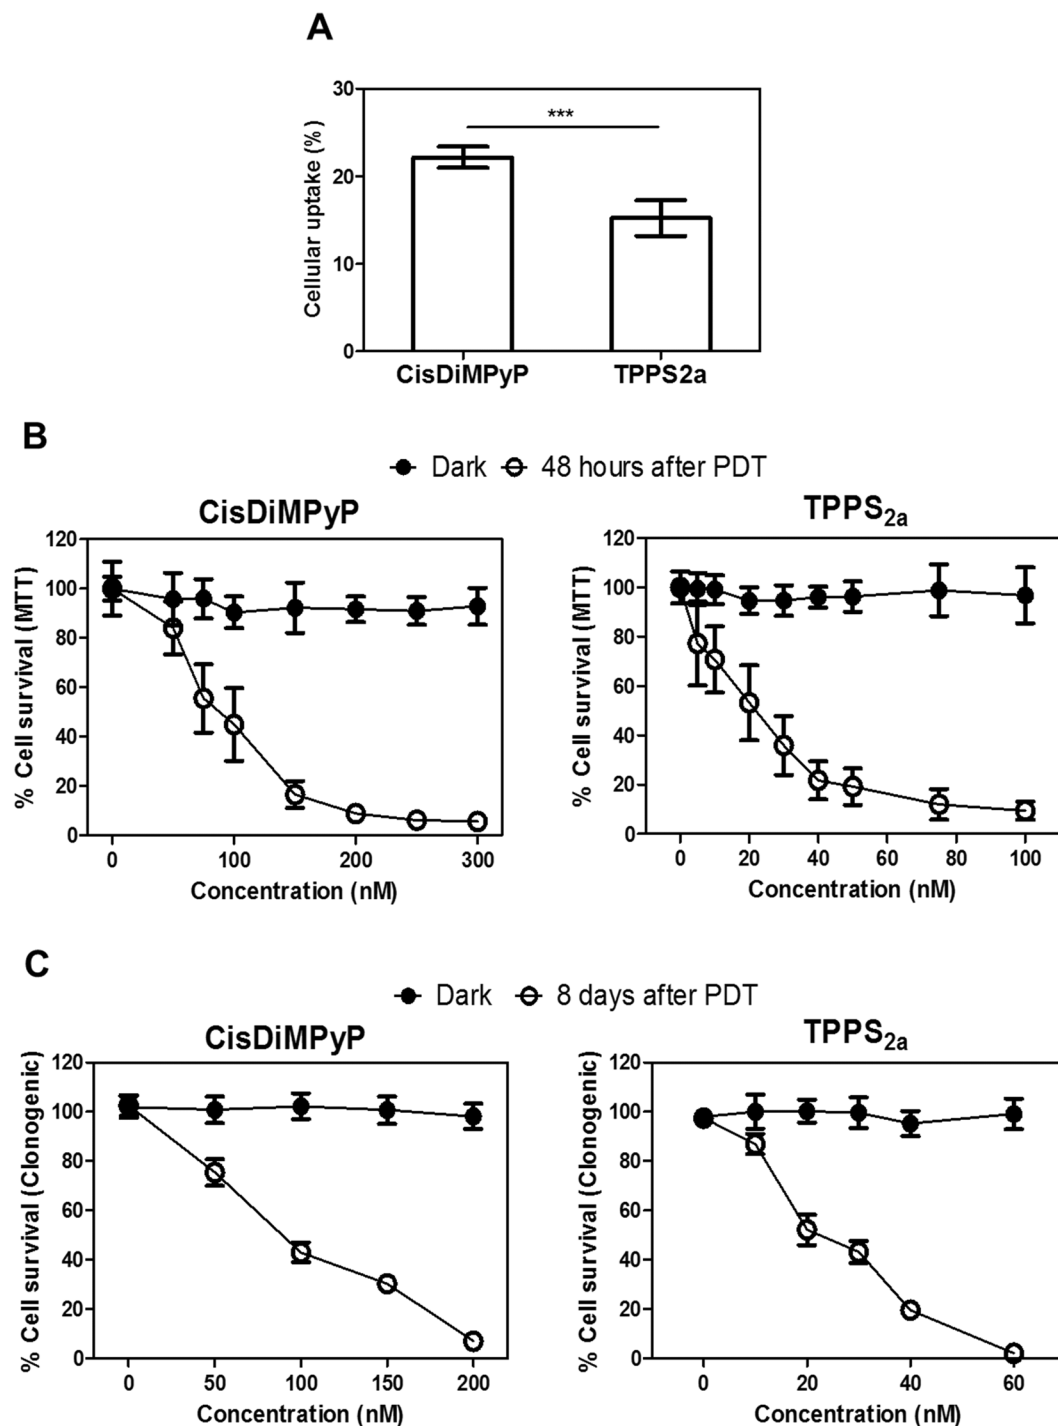 A
Cellular uptake (%)
30
20
10
0
***
CisDiMPyP TPPS2a
B
Dark 48 hours after PDT
CisDiMPyP
% Cell survival (MTT)
120
100
80
60
40
20
0
0 100 200 300
Concentration (nM)
TPPS2a
% Cell survival (MTT)
120
100
80
60
40
20
0
0 20 40 60 80 100
Concentration (nM)
C
Dark 8 days after PDT
CisDiMPyP
% Cell survival (Clonogenic)
120
100
80
60
40
20
0
0 50 100 150 200
Concentration (nM)
TPPS2a
% Cell survival (Clonogenic)
120
100
80
60
40
20
0
0 20 40 60
Concentration (nM)